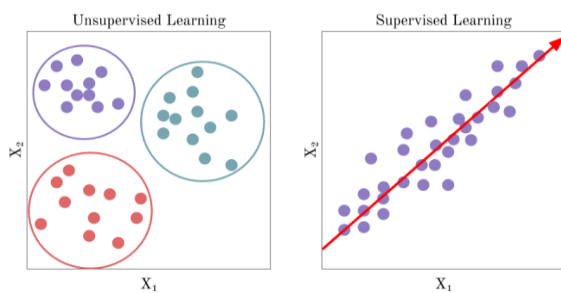 Unsupervised Learning
X2
X1
Supervised Learning
X2
X1